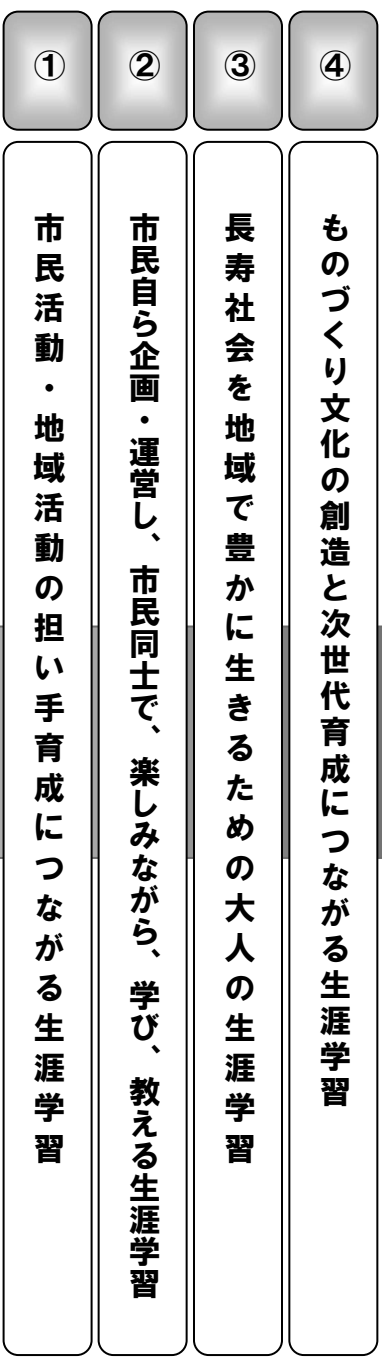 ①
市民活動・地域活動の担い手育成につながる生涯学習
②
市民自ら企画・運営し、市民同士で、楽しみながら、学び、教える生涯学習
③
長寿社会を地域で豊かに生きるための大人の生涯学習
④
ものづくり文化の創造と次世代育成につながる生涯学習